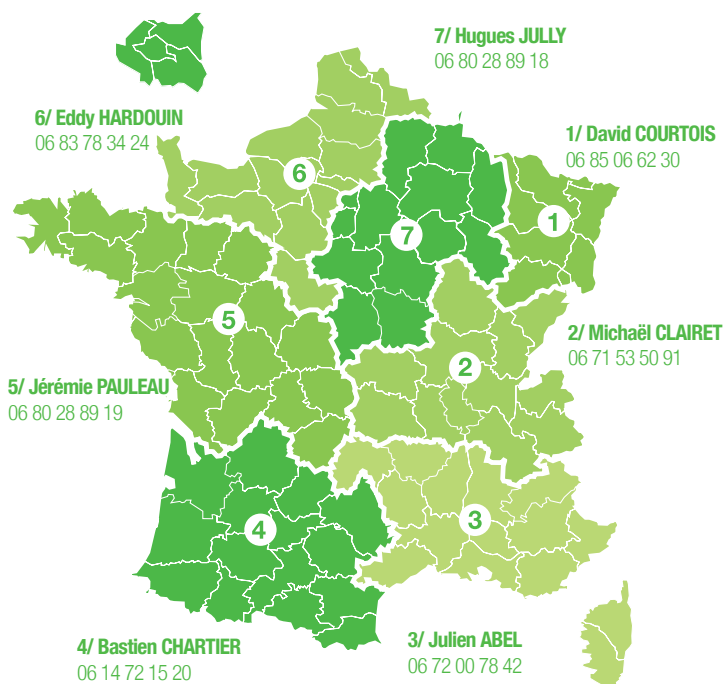 7/ Hugues JULLY
06 80 28 89 18
6/ Eddy HARDOUIN
06 83 78 34 24
1/ David COURTOIS
06 85 06 62 30
6
1
7
5
2/ Michaël CLAIRET
06 71 53 50 91
2
5/ Jérémie PAULEAU
06 80 28 89 19
3
4
4/ Bastien CHARTIER
06 14 72 15 20
3/ Julien ABEL
06 72 00 78 42